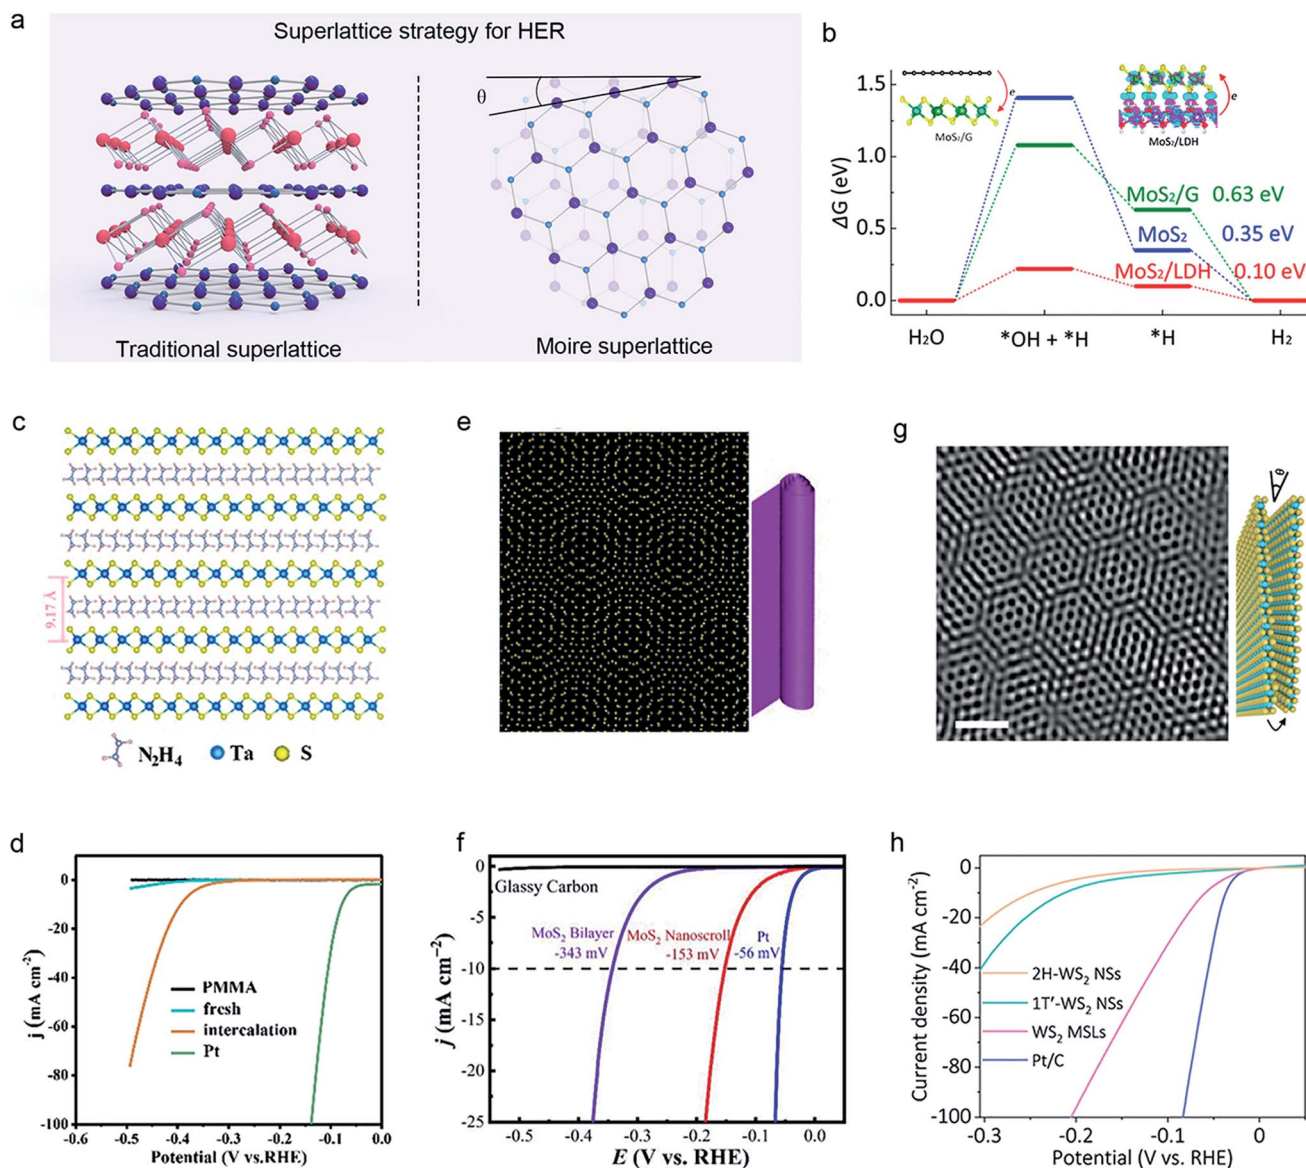 a
Superlattice strategy for HER
θ
Traditional superlattice
Moire superlattice
b
ΔG (eV)
1.5
1.0
0.5
0.0
e
MoS₂/G
e
MoS₂/LDH
MoS₂/G 0.63 eV
MoS₂ 0.35 eV
MoS₂/LDH 0.10 eV
H₂O
*OH + *H
*H
H₂
c
9.17 Å
N₂H₄
Ta
S
e
g
θ
d
j (mA cm⁻²)
0
-20
-40
-60
-80
-100
PMMA
fresh
intercalation
Pt
-0.6 -0.5 -0.4 -0.3 -0.2 -0.1 0.0
Potential (V vs.RHE)
f
j (mA cm⁻²)
0
-5
-10
-15
-20
-25
Glassy Carbon
MoS₂ Bilayer
-343 mV
MoS₂ Nanoscroll
-153 mV
Pt
-56 mV
-0.5 -0.4 -0.3 -0.2 -0.1 0.0
E (V vs. RHE)
h
Current density (mA cm⁻²)
0
-20
-40
-60
-80
-100
2H-WS₂ NSs
1T′-WS₂ NSs
WS₂ MSLs
Pt/C
-0.3 -0.2 -0.1 0.0
Potential (V vs. RHE)